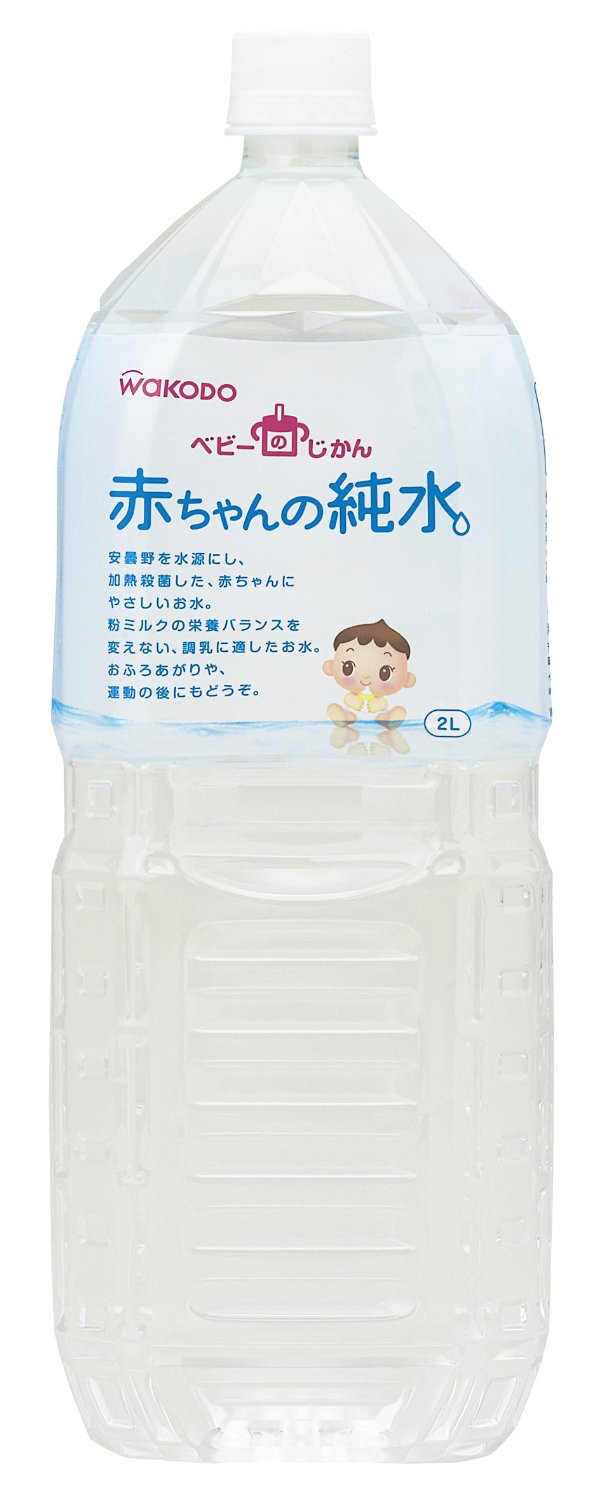 WAKODO
ベビーのじかん
赤ちゃんの純水。
安曇野を水源にし、
加熱殺菌した、赤ちゃんに
やさしいお水。
粉ミルクの栄養バランスを
変えない、調乳に適したお水。
おふろあがりや、
運動の後にもどうぞ。
2L